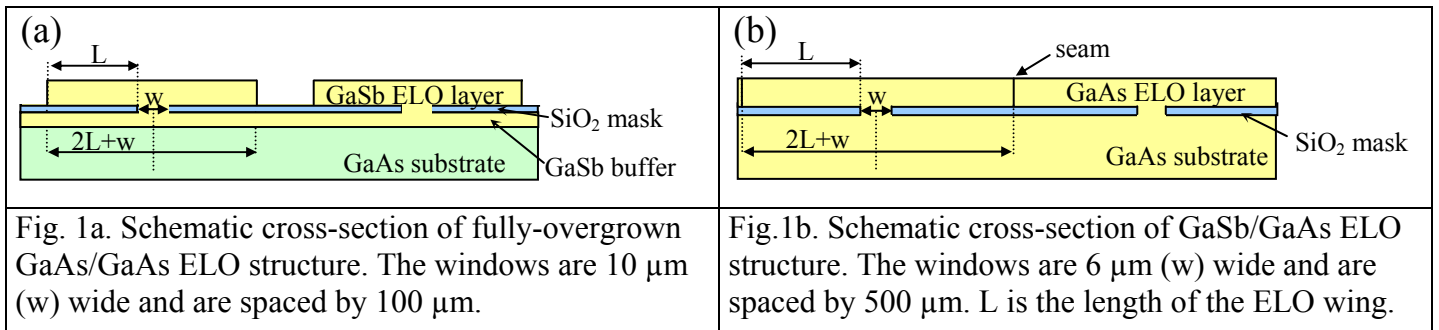 (a)
L
w
GaSb ELO layer
SiO₂ mask
2L+w
GaAs substrate
GaSb buffer
(b)
seam
L
w
GaAs ELO layer
2L+w
SiO₂ mask
GaAs substrate
Fig. 1a. Schematic cross-section of fully-overgrown
GaAs/GaAs ELO structure. The windows are 10 µm
(w) wide and are spaced by 100 µm.
Fig.1b. Schematic cross-section of GaSb/GaAs ELO
structure. The windows are 6 µm (w) wide and are
spaced by 500 µm. L is the length of the ELO wing.